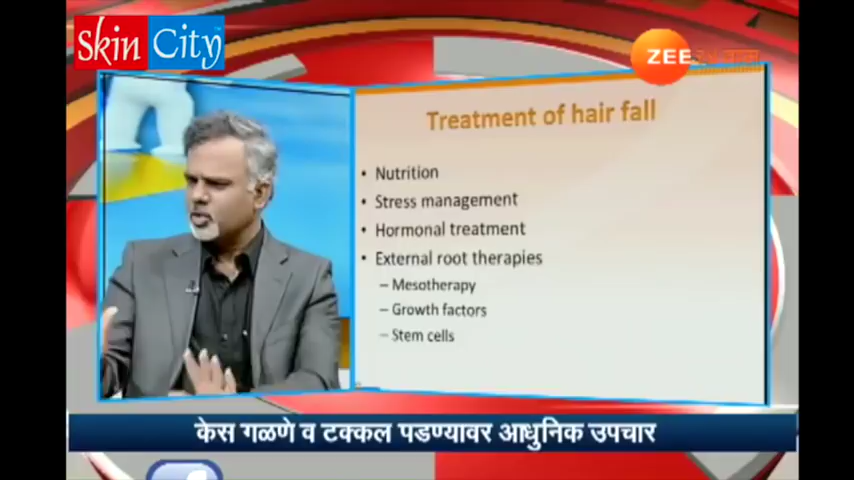 Skin City
ZEE
Treatment of hair fall
• Nutrition
• Stress management
• Hormonal treatment
• External root therapies
– Mesotherapy
– Growth factors
– Stem cells
केस गळणे व टक्कल पडण्यावर आधुनिक उपचार